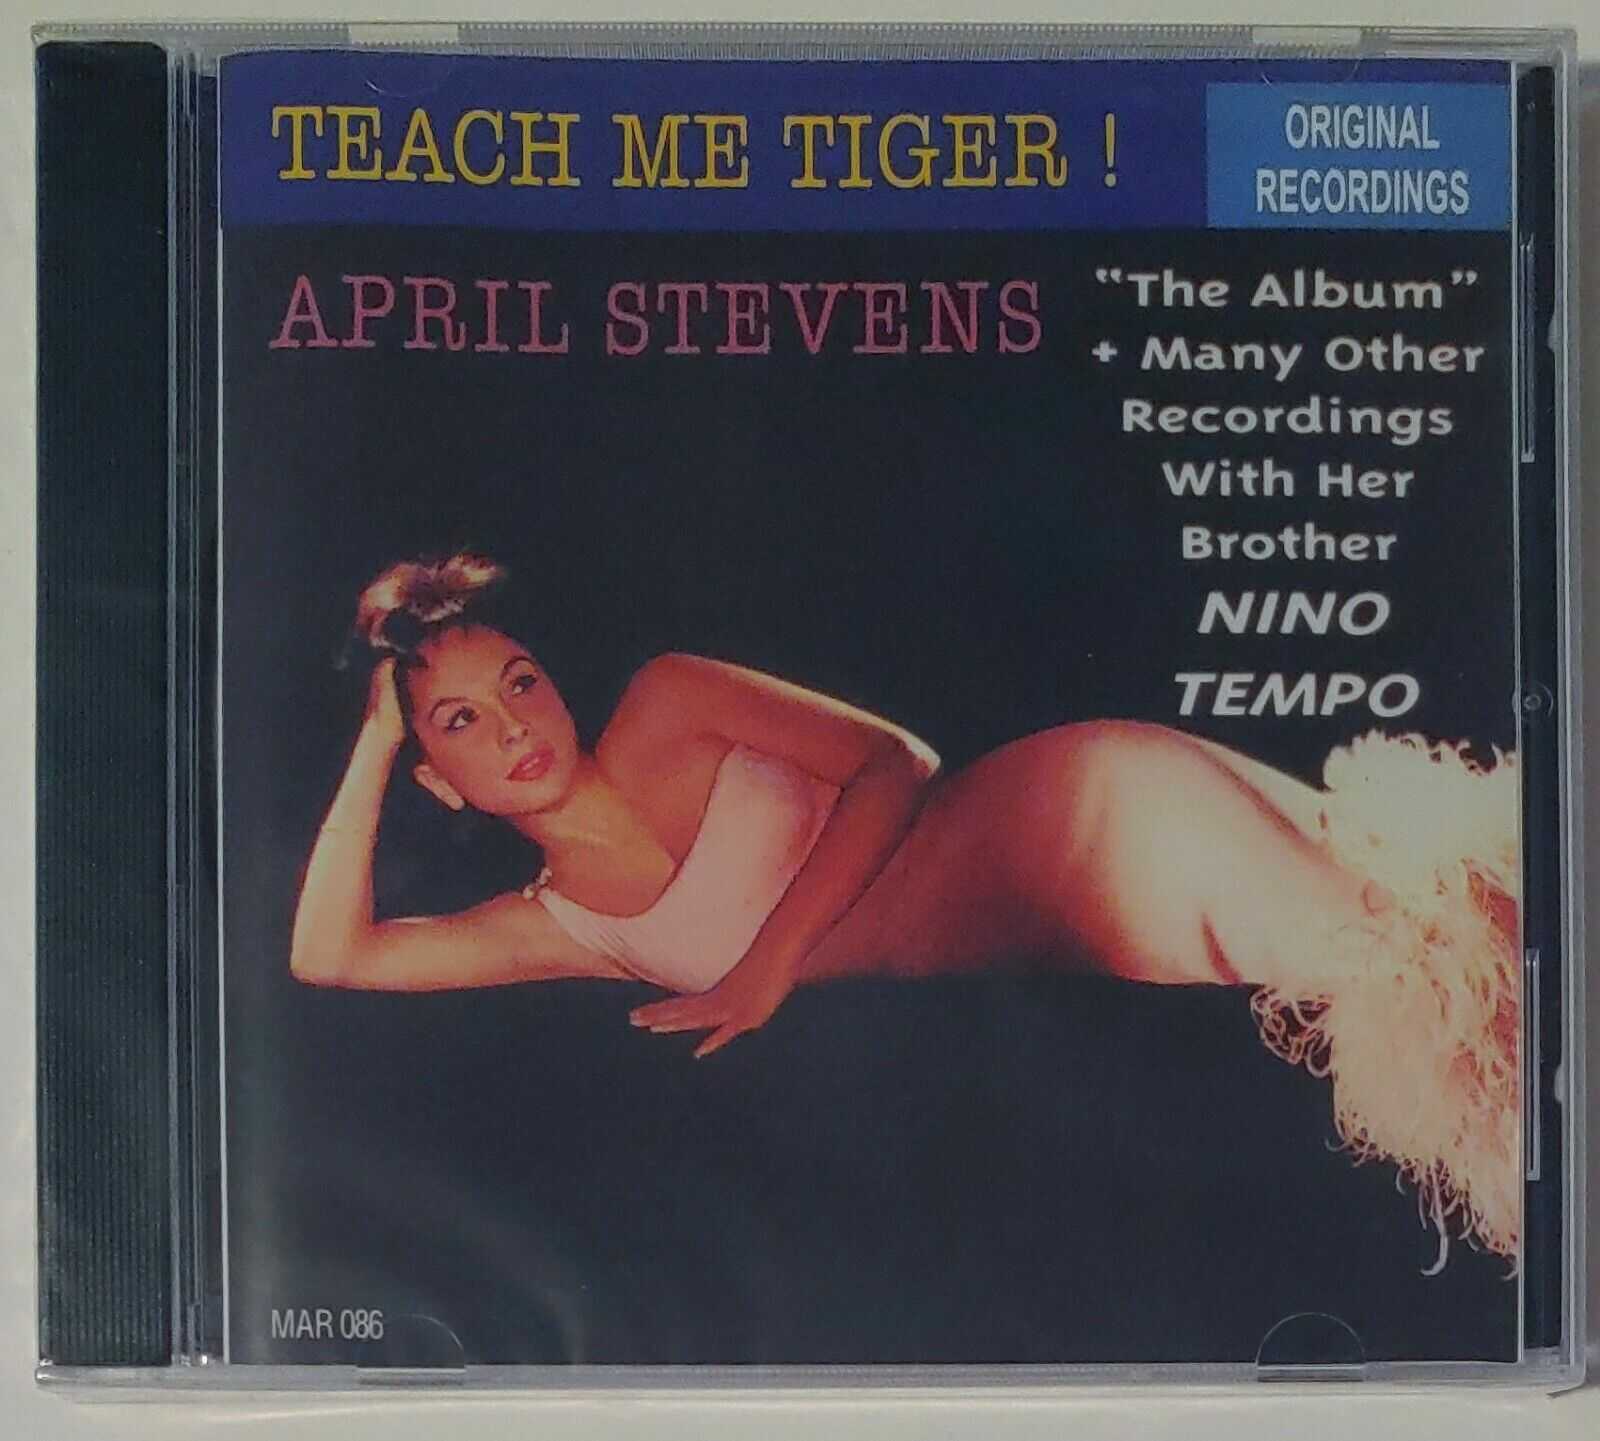 TEACH ME TIGER !
ORIGINAL
RECORDINGS
APRIL STEVENS
“The Album”
+ Many Other
Recordings
With Her
Brother
NINO
TEMPO
MAR 086